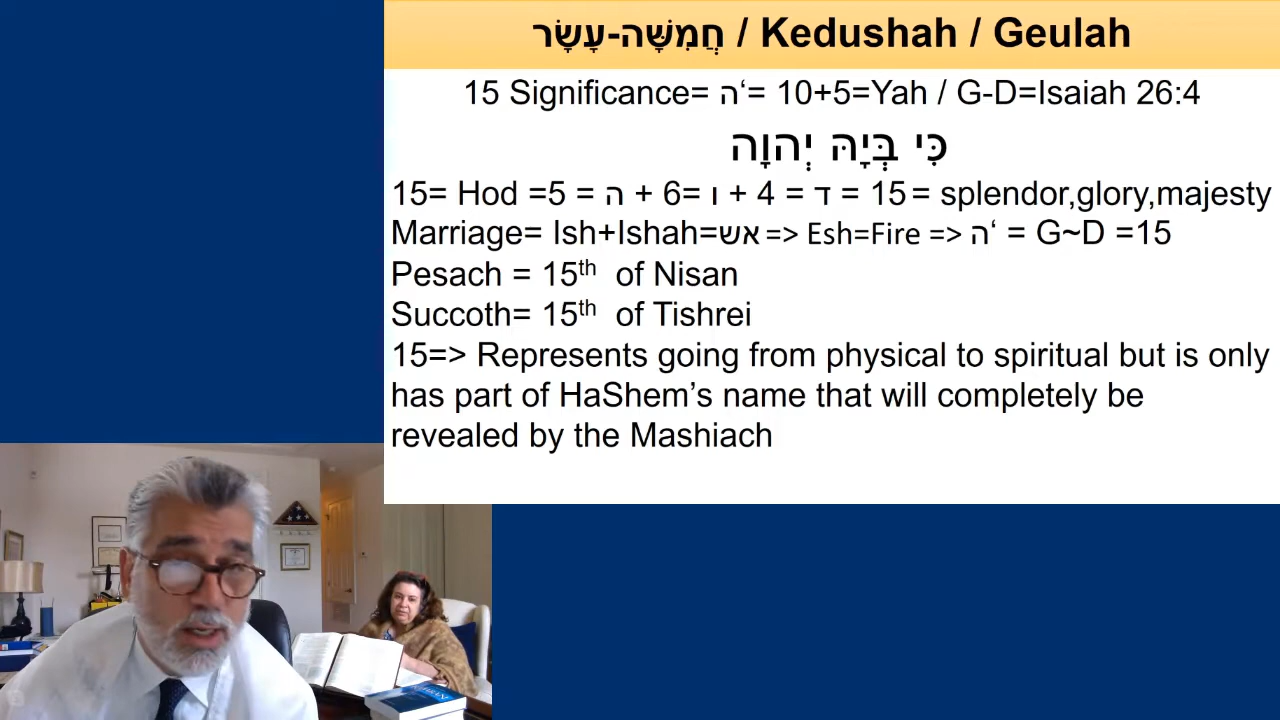 חֲמִשָּׁה-עָשָׂר / Kedushah / Geulah
15 Significance= ה‘= 10+5=Yah / G-D=Isaiah 26:4
כִּי בְּיָהּ יְהוָה
15= Hod =5 = ה + 6= ו + 4 = ד = 15= splendor,glory,majesty
Marriage= Ish+Ishah=אש=> Esh=Fire => ה‘ = G~D =15
Pesach = 15th of Nisan
Succoth= 15th of Tishrei
15=> Represents going from physical to spiritual but is only
has part of HaShem’s name that will completely be
revealed by the Mashiach